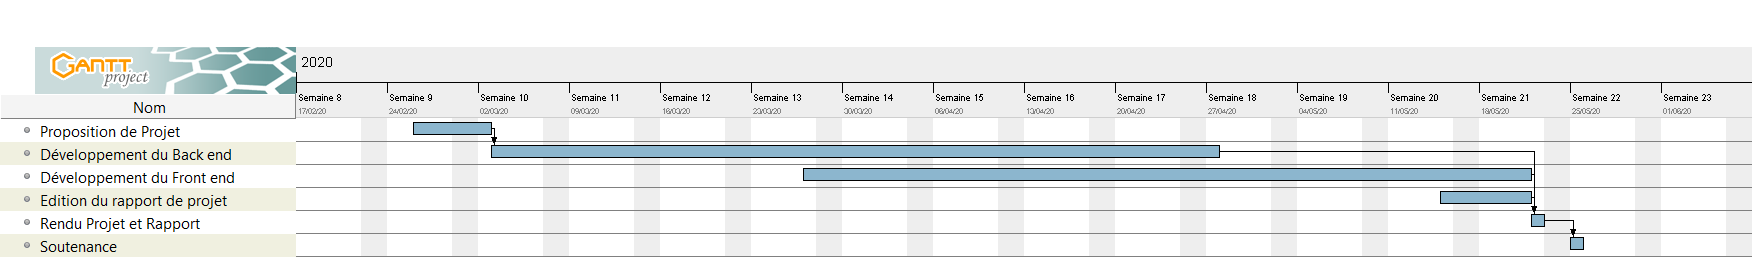 GANTT
project
2020
Nom
Semaine 8 Semaine 9 Semaine 10 Semaine 11 Semaine 12 Semaine 13 Semaine 14 Semaine 15 Semaine 16 Semaine 17 Semaine 18 Semaine 19 Semaine 20 Semaine 21 Semaine 22 Semaine 23
17/02/20 24/02/20 02/03/20 09/03/20 16/03/20 23/03/20 30/03/20 06/04/20 13/04/20 20/04/20 27/04/20 04/05/20 11/05/20 18/05/20 25/05/20 01/06/20
Proposition de Projet
Développement du Back end
Développement du Front end
Edition du rapport de projet
Rendu Projet et Rapport
Soutenance